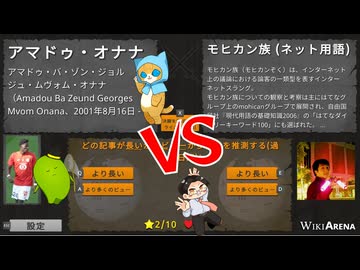 アマドゥ・オナナ
アマドゥ・バ・ゾン・ジョル
ジュ・ムヴォム・オナナ
（Amadou Ba Zeund Georges
Mvom Onana、2001年8月16日 -
モヒカン族 (ネット用語)
モヒカン族（モヒカンぞく）は、インターネット
上の議論における論客の一類型を表すインター
ネットスラング。
モヒカン族についての観察と考察は主にはてなグ
ループ上のmohicanグループで展開され、自由国
『現代用語の基礎知識2006』の「はてなダイ
リーキーワード100」にも選ばれた。
VS
どの記事が長い
を推測する(過
より長い
より多くのビュー
より長い
より多くのビュー
設定
2/10
WIKIARENA